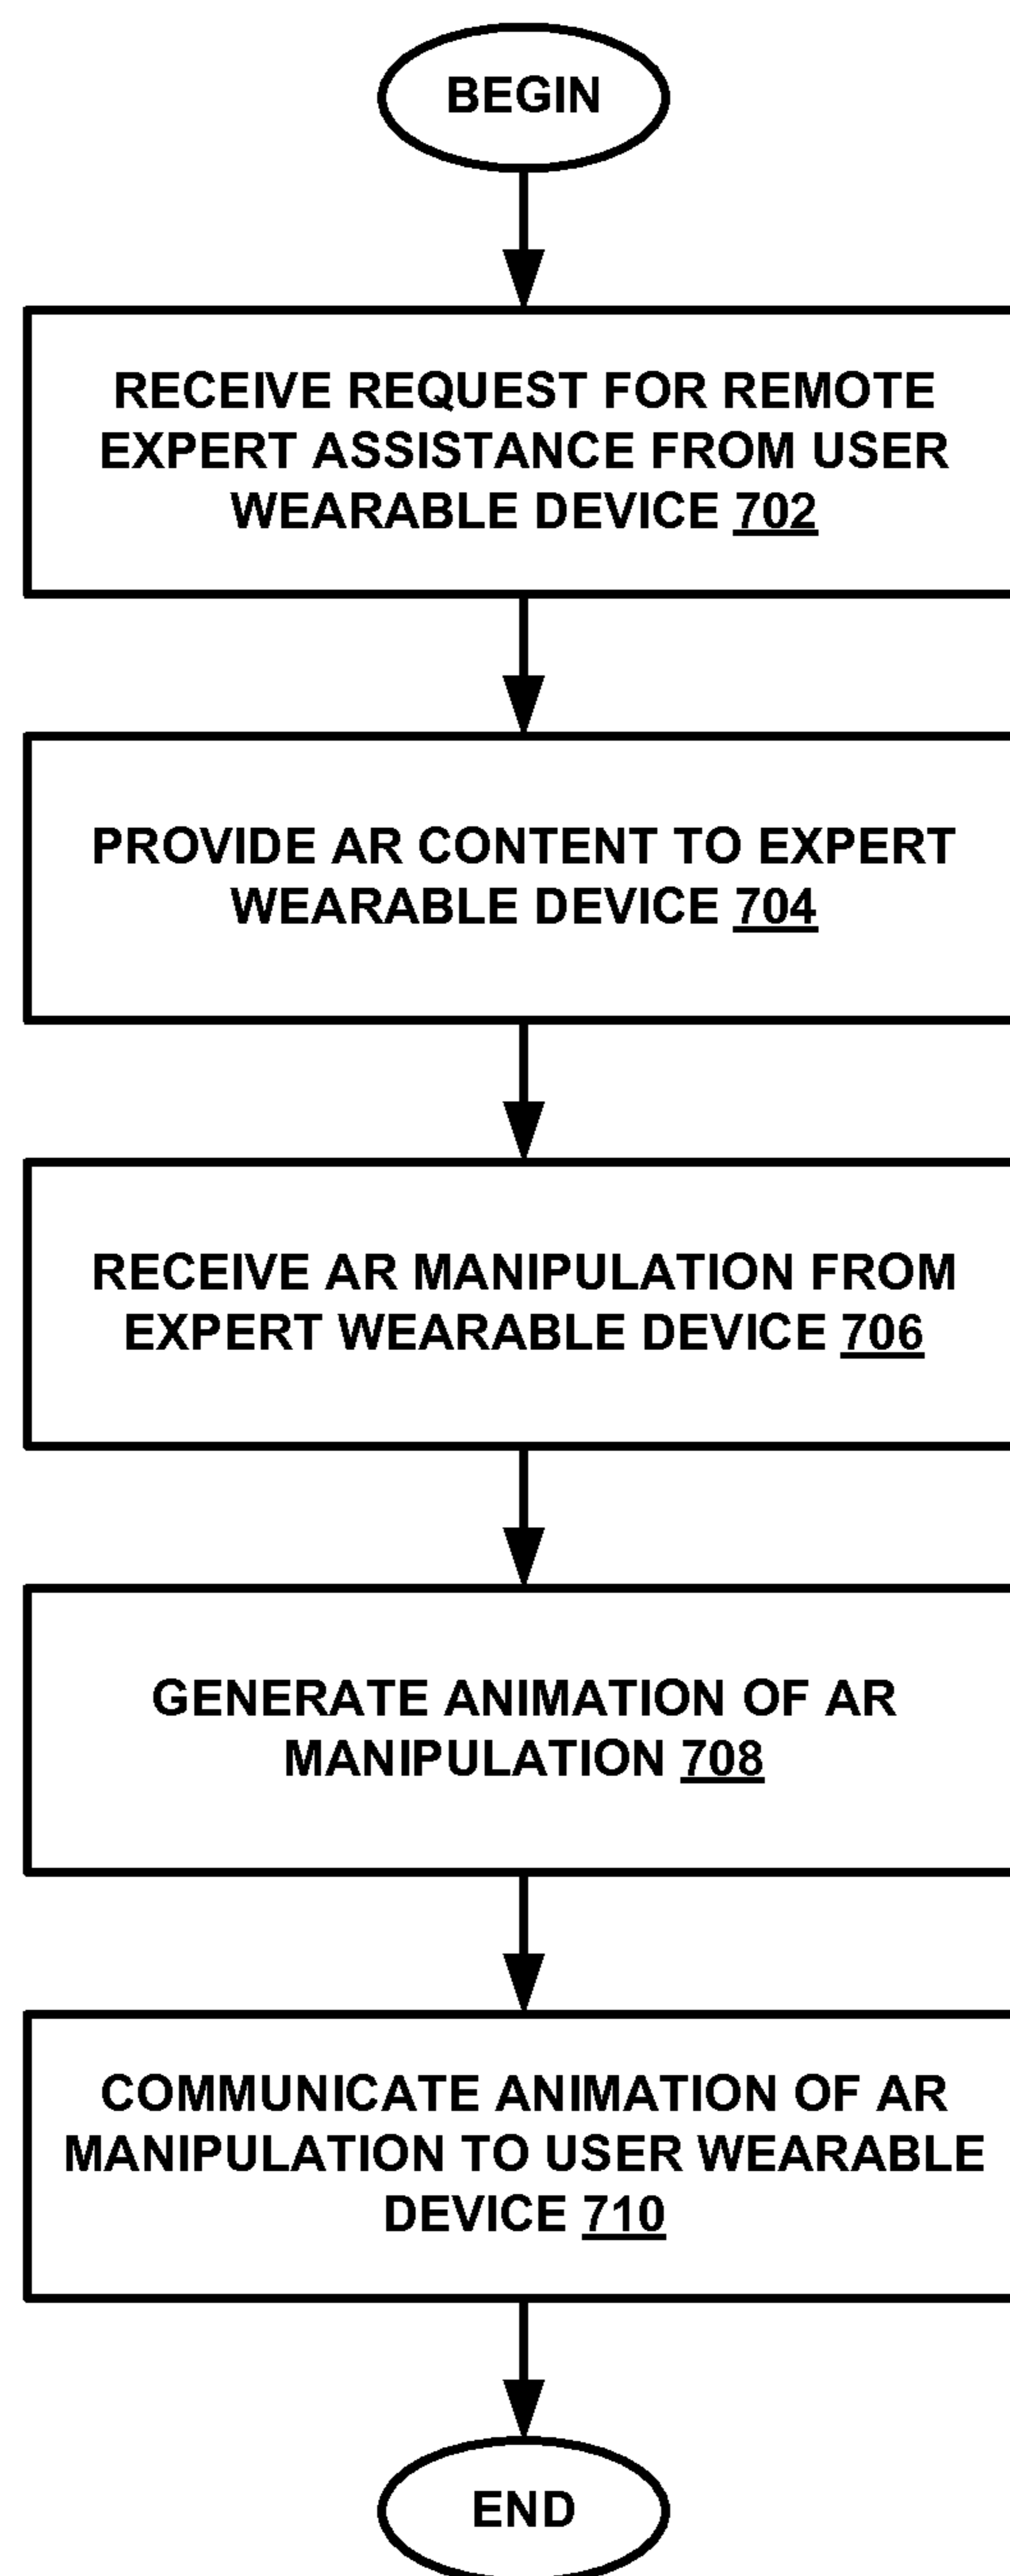 BEGIN
RECEIVE REQUEST FOR REMOTE
EXPERT ASSISTANCE FROM USER
WEARABLE DEVICE 702
PROVIDE AR CONTENT TO EXPERT
WEARABLE DEVICE 704
RECEIVE AR MANIPULATION FROM
EXPERT WEARABLE DEVICE 706
GENERATE ANIMATION OF AR
MANIPULATION 708
COMMUNICATE ANIMATION OF AR
MANIPULATION TO USER WEARABLE
DEVICE 710
END